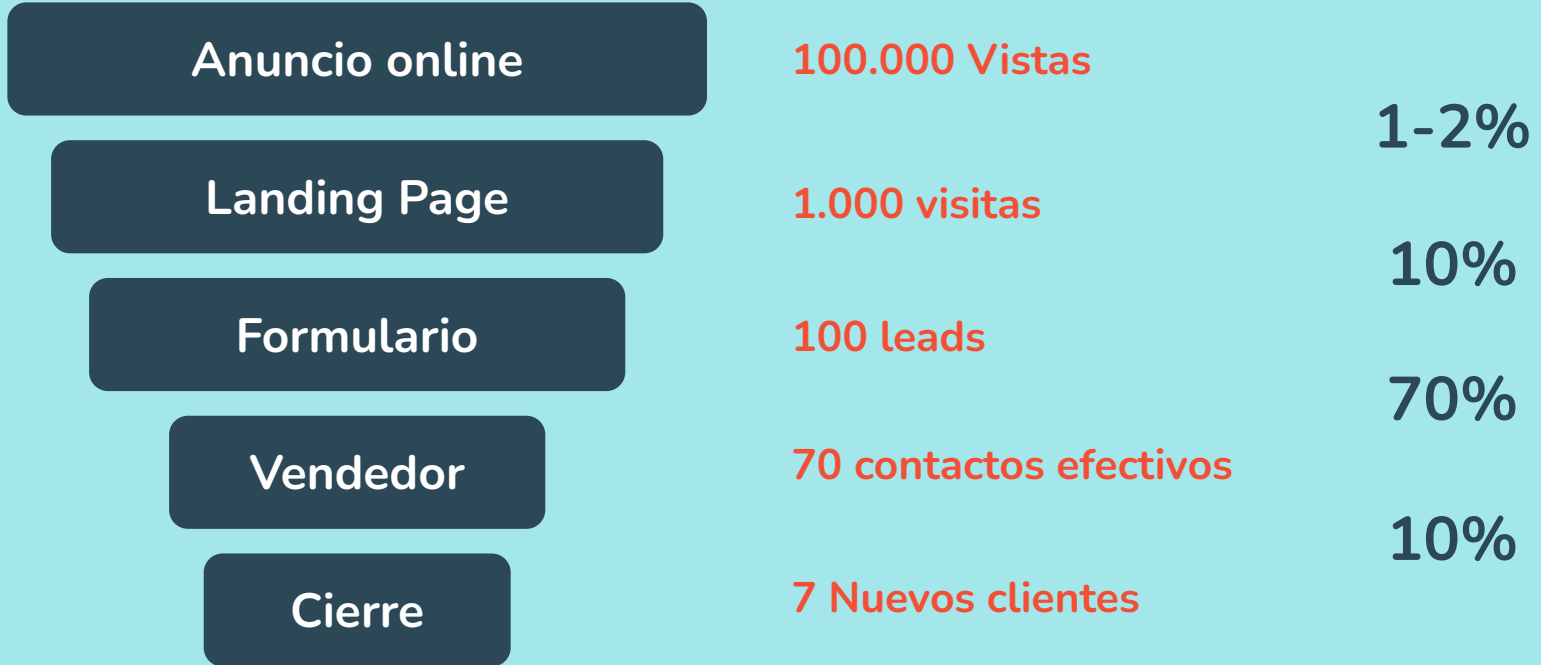 Anuncio online
100.000 Vistas
1-2%
Landing Page
1.000 visitas
10%
Formulario
100 leads
70%
Vendedor
70 contactos efectivos
10%
Cierre
7 Nuevos clientes